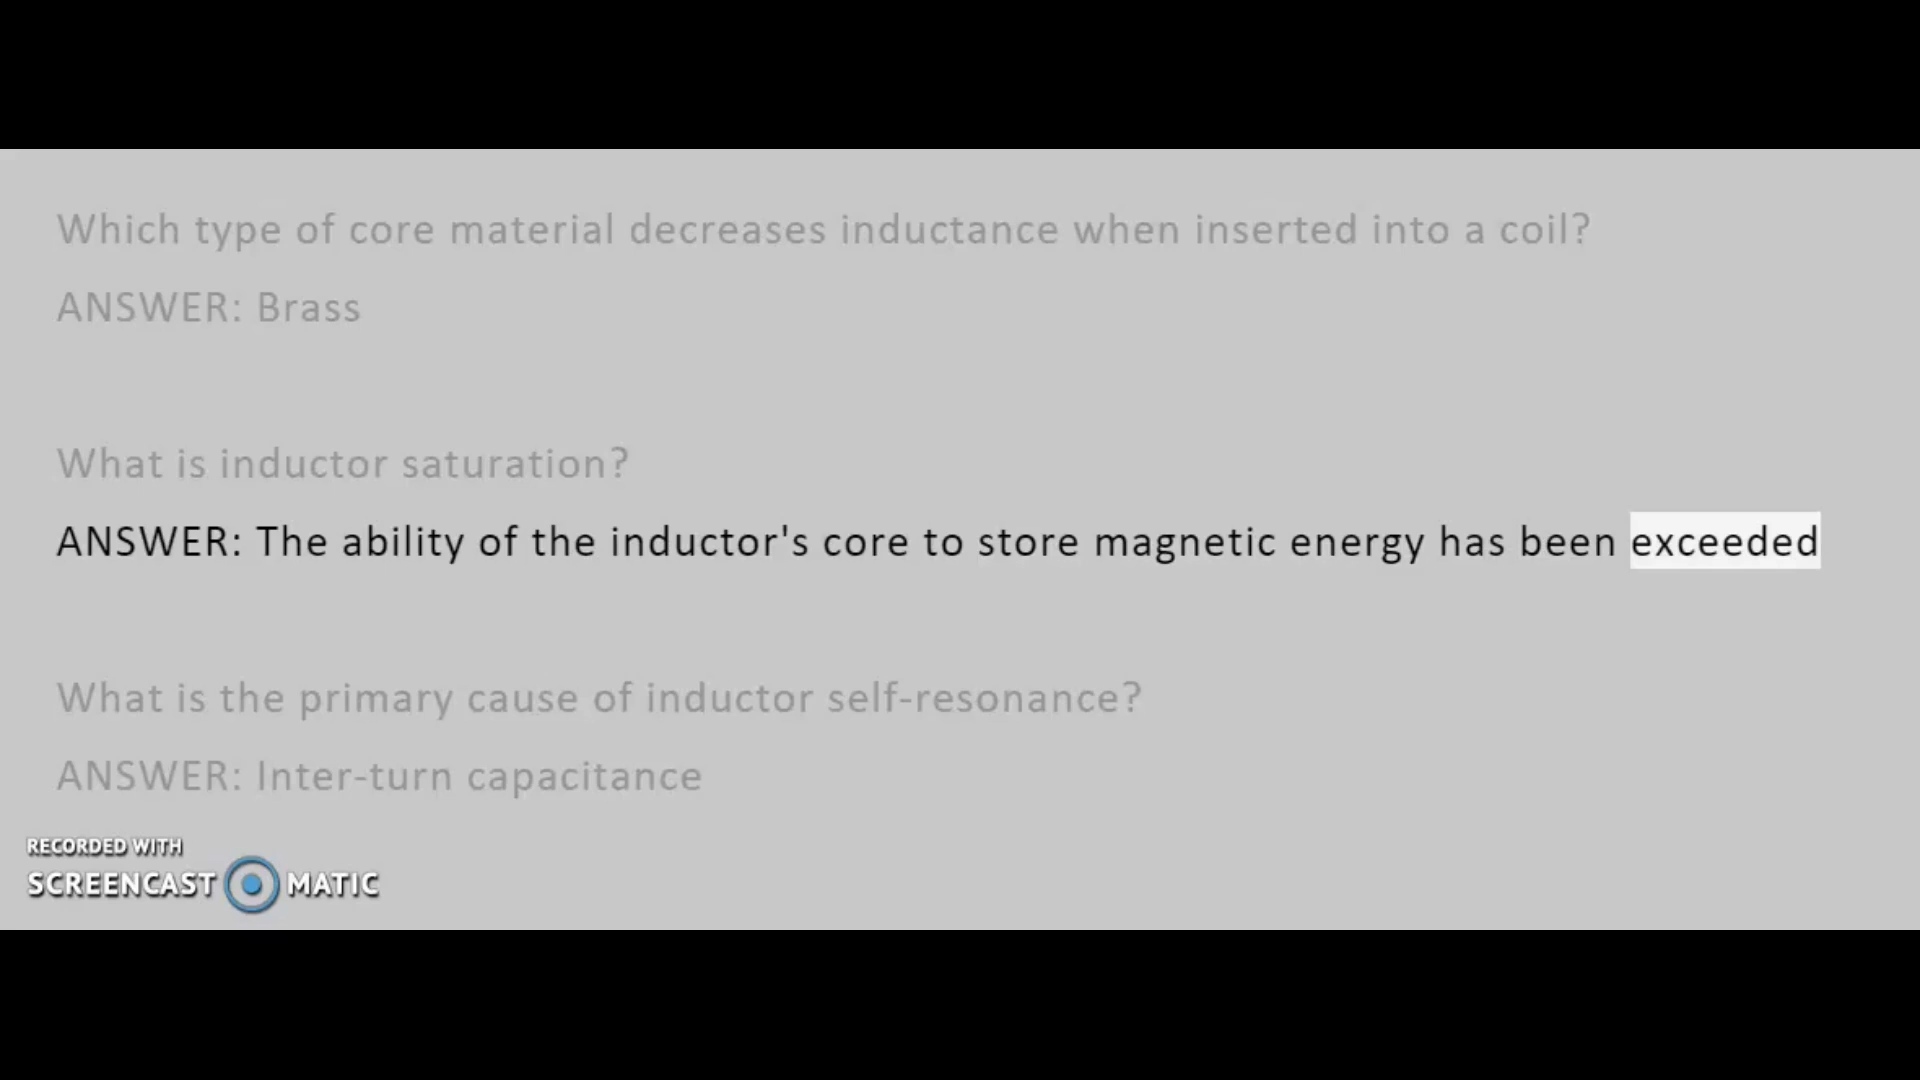 Which type of core material decreases inductance when inserted into a coil?
ANSWER: Brass
What is inductor saturation?
ANSWER: The ability of the inductor's core to store magnetic energy has been exceeded
What is the primary cause of inductor self-resonance?
ANSWER: Inter-turn capacitance
RECORDED WITH
SCREENCAST MATIC